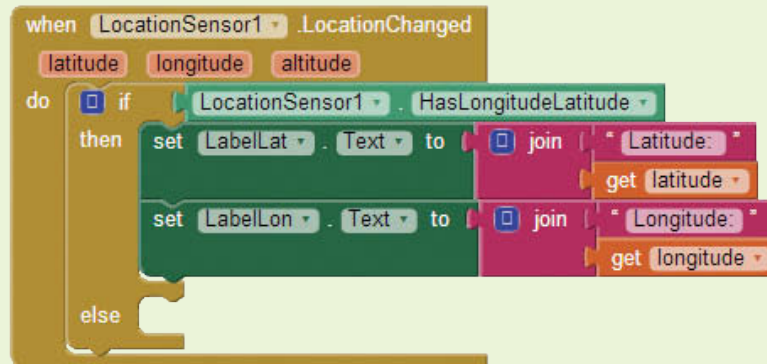 when LocationSensor1 .LocationChanged
latitude longitude altitude
do if LocationSensor1 . HasLongitudeLatitude
then set LabelLat . Text to join " Latitude: "
get latitude
set LabelLon . Text to join " Longitude: "
get longitude
else